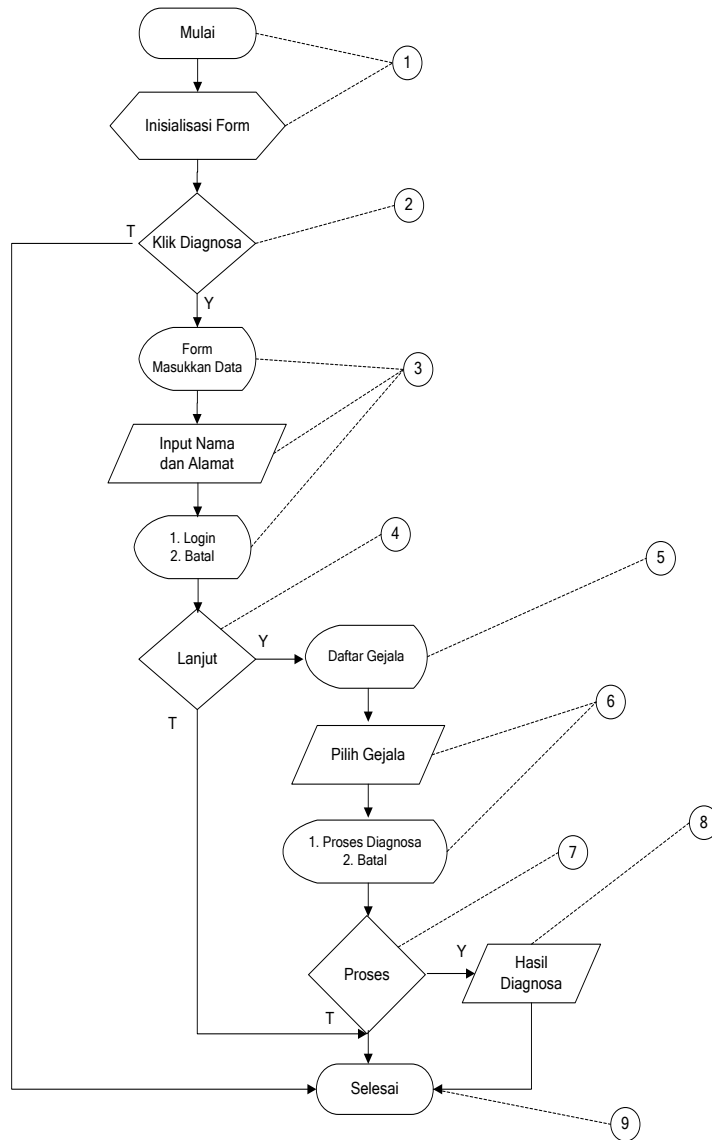 Mulai
1
Inisialisasi Form
2
T
Klik Diagnosa
Y
Form
Masukkan Data
3
Input Nama
dan Alamat
1. Login
2. Batal
4
5
Lanjut
Y
Daftar Gejala
T
6
Pilih Gejala
8
1. Proses Diagnosa
2. Batal
7
Proses
Y
Hasil
Diagnosa
T
Selesai
9